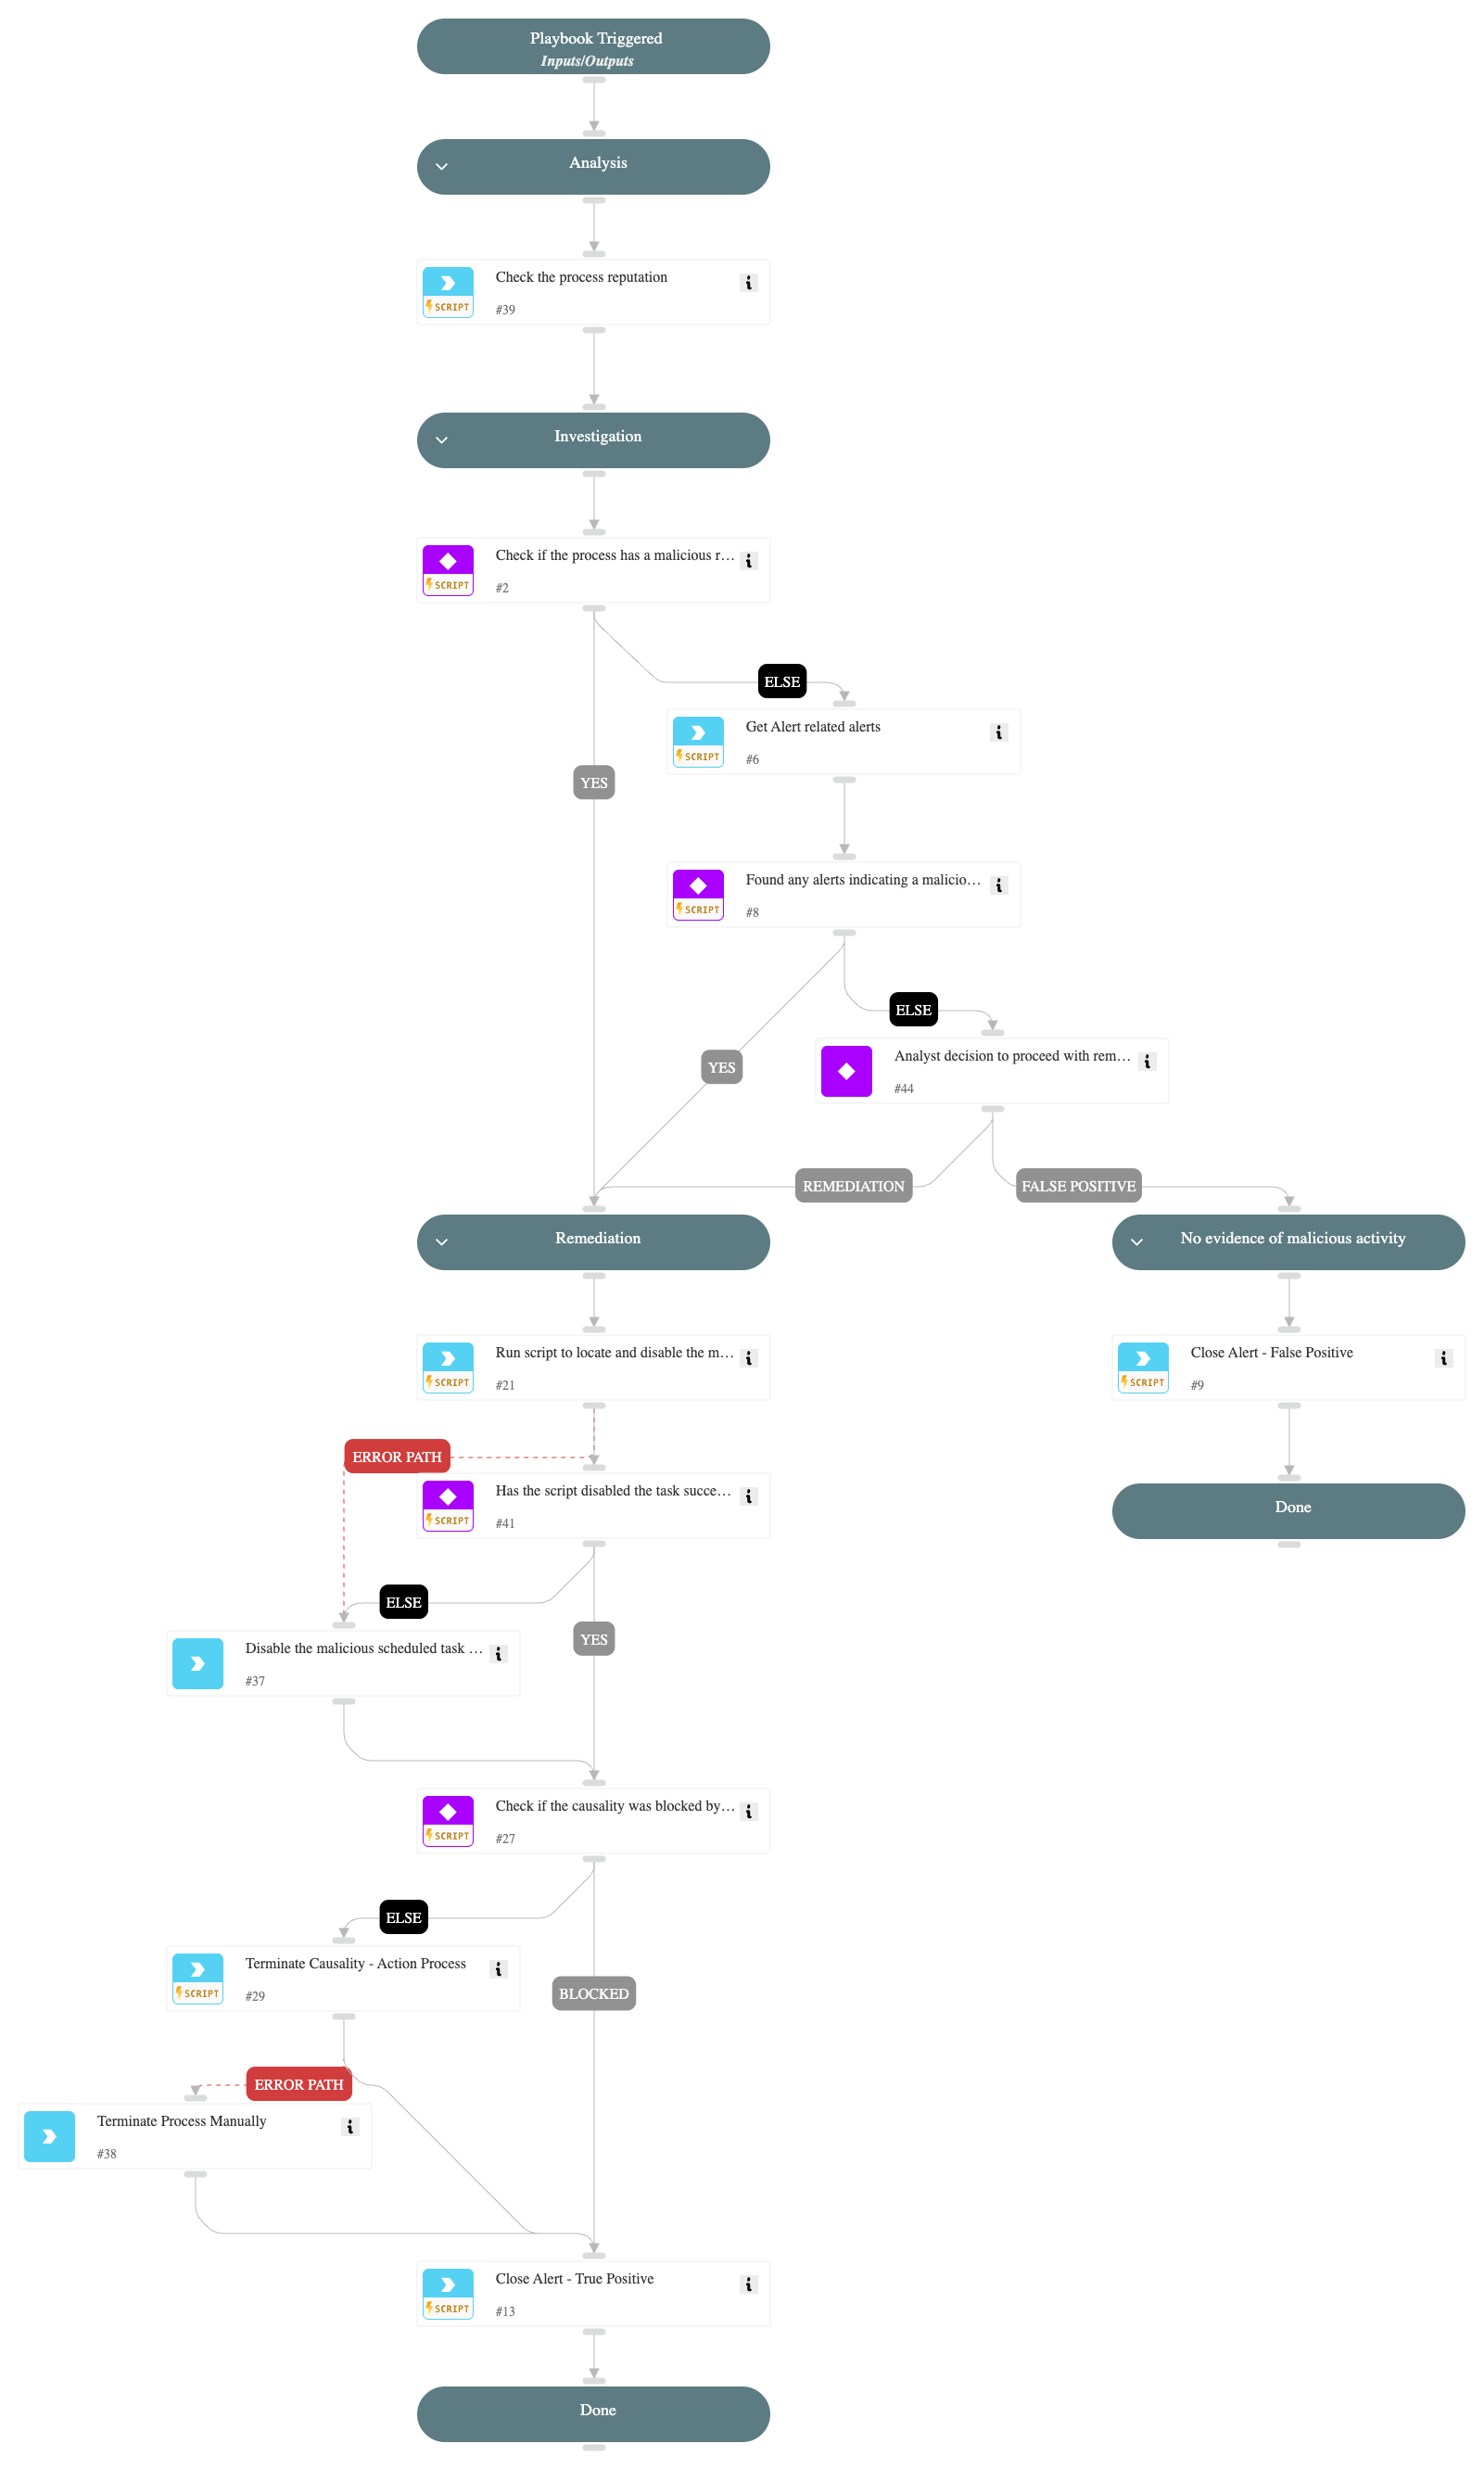 Playbook Triggered
Inputs/Outputs
Analysis
Check the process reputation
SCRIPT
#39
Investigation
Check if the process has a malicious r…
SCRIPT
#2
ELSE
Get Alert related alerts
SCRIPT
#6
YES
Found any alerts indicating a malicio…
SCRIPT
#8
ELSE
YES
Analyst decision to proceed with rem…
#44
REMEDIATION
FALSE POSITIVE
Remediation
No evidence of malicious activity
Run script to locate and disable the m…
SCRIPT
#21
Close Alert - False Positive
SCRIPT
#9
ERROR PATH
Has the script disabled the task succe…
SCRIPT
#41
Done
ELSE
YES
Disable the malicious scheduled task …
#37
Check if the causality was blocked by…
SCRIPT
#27
ELSE
Terminate Causality - Action Process
SCRIPT
#29
BLOCKED
ERROR PATH
Terminate Process Manually
#38
Close Alert - True Positive
SCRIPT
#13
Done